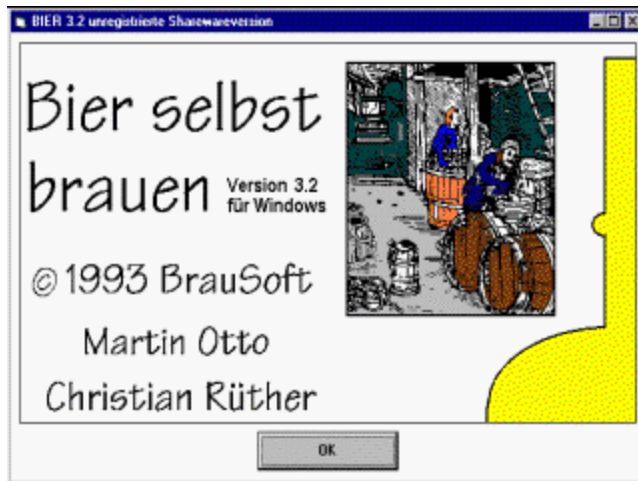 BIER 3.2 unregistrierte Sharewareversion
Bier selbst
brauen
Version 3.2
für Windows
© 1993 BrauSoft
Martin Otto
Christian Rüther
OK